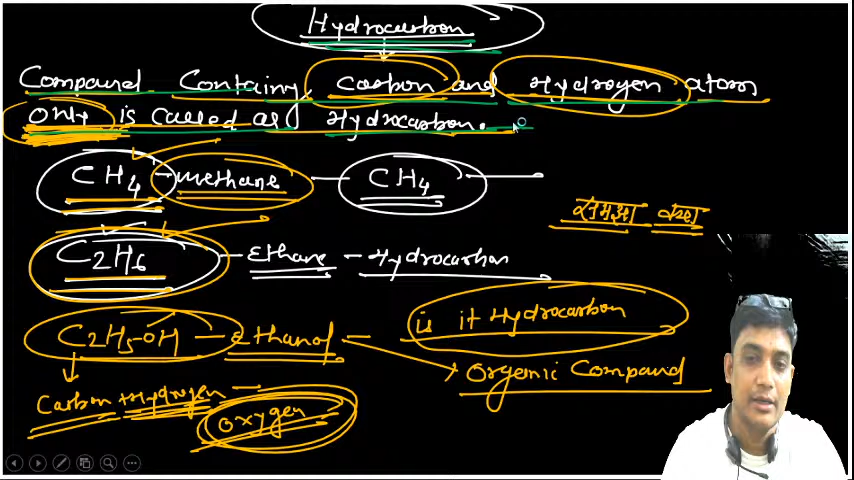 Hydrocarbon
Compound Containing Carbon and Hydrogen atom
only is called as Hydrocarbon.
CH4 - methane - CH4
C2H6 - Ethane - Hydrocarbon
C2H5-OH - Ethanol - is it Hydrocarbon
Orgenic Compound
Carbon + Hydrogen
oxygen